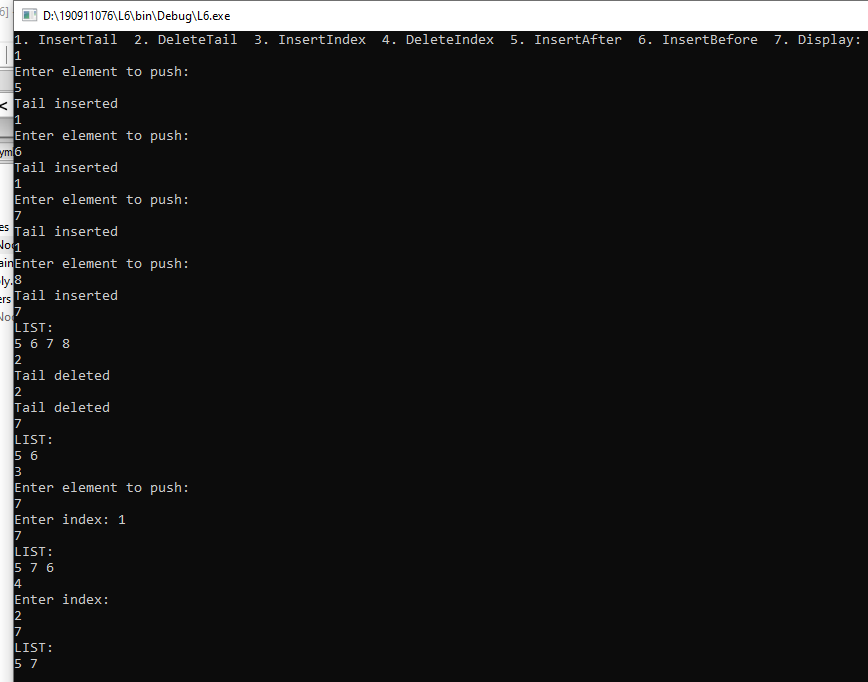 D:\190911076\L6\bin\Debug\L6.exe
1. InsertTail  2. DeleteTail  3. InsertIndex  4. DeleteIndex  5. InsertAfter  6. InsertBefore  7. Display:
1
Enter element to push:
5
Tail inserted
1
Enter element to push:
6
Tail inserted
1
Enter element to push:
7
Tail inserted
1
Enter element to push:
8
Tail inserted
7
LIST:
5 6 7 8
2
Tail deleted
2
Tail deleted
7
LIST:
5 6
3
Enter element to push:
7
Enter index: 1
7
LIST:
5 7 6
4
Enter index:
2
7
LIST:
5 7